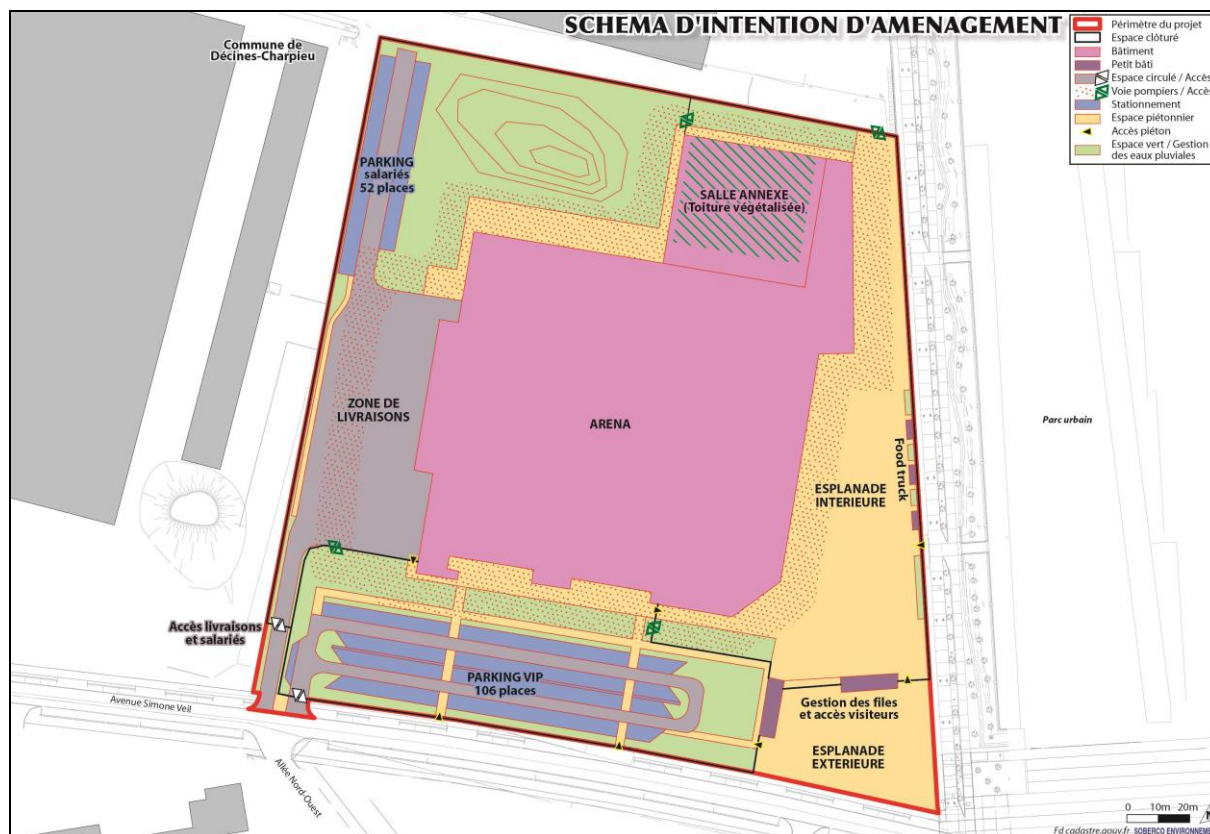 SCHEMA D'INTENTION D'AMENAGEMENT
Périmètre du projet
Espace clôturé
Bâtiment
Petit bâti
Espace circulé / Accès
Voie pompiers / Accès
Stationnement
Espace piétonnier
Accès piéton
Espace vert / Gestion
des eaux pluviales
Commune de
Décines-Charpieu
PARKING
salariés
52 places
SALLE ANNEXE
(Toiture végétalisée)
ZONE DE
LIVRAISONS
ARENA
Parc urbain
Food truck
ESPLANADE
INTERIEURE
Accès livraisons
et salariés
PARKING VIP
106 places
Avenue Simone Veil
Gestion des files
et accès visiteurs
ESPLANADE
EXTERIEURE
Allée Nord-Ouest
0 10m 20m
Fd cadastre.gouv.fr SOBERCO ENVIRONNEME